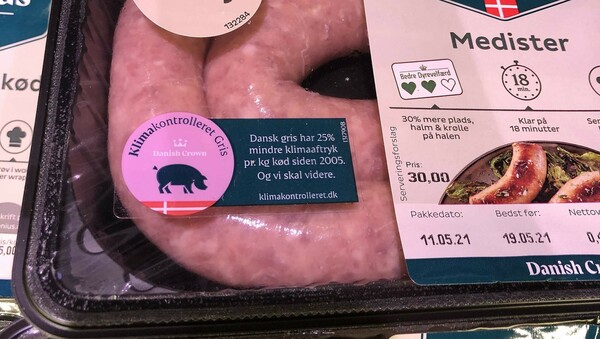 132284
kød
Klimakontrolleret Gris
Danish Crown
Dansk gris har 25%
mindre klimaaftryk
pr. kg kød siden 2005.
Og vi skal videre.
klimakontrolleret.dk
Medister
Bedre Dyrevelfærd
18
min.
30% mere plads,
halm & krølle
på halen
Klar på
18 minutter
Serveringsforslag
Pris:
30,00
Pakkedato:
Bedst før:
11.05.21
19.05.21
Danish